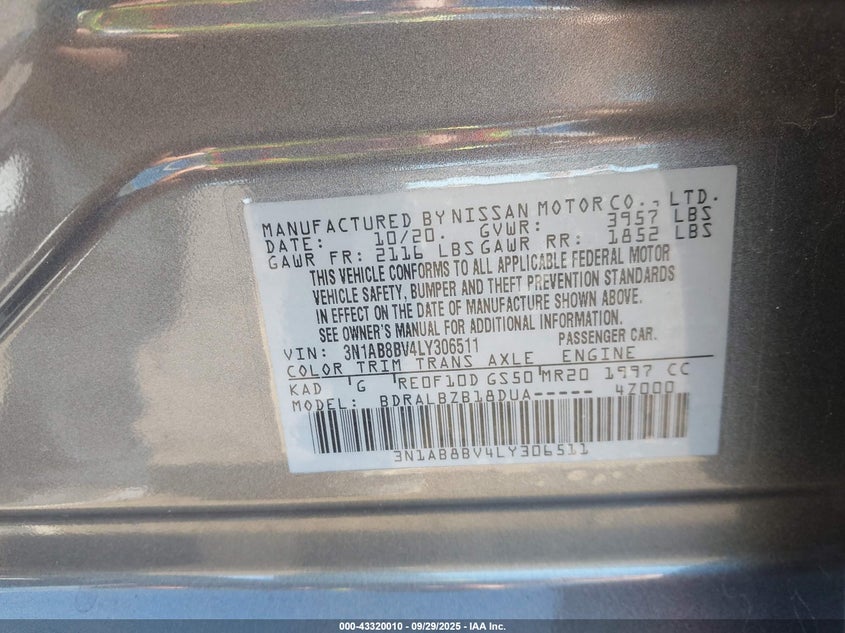 MANUFACTURED BY NISSAN MOTOR CO., LTD.
DATE: 10/20. GVWR: 3957 LBS
GAWR FR: 2116 LBS GAWR RR: 1852 LBS
THIS VEHICLE CONFORMS TO ALL APPLICABLE FEDERAL MOTOR
VEHICLE SAFETY, BUMPER AND THEFT PREVENTION STANDARDS
IN EFFECT ON THE DATE OF MANUFACTURE SHOWN ABOVE.
SEE OWNER'S MANUAL FOR ADDITIONAL INFORMATION.
VIN: 3N1AB8BV4LY306511 PASSENGER CAR.
COLOR TRIM TRANS AXLE ENGINE
KAD G RE0F10D GS50 MR20 1997 CC
MODEL: BDRALBZB18DUA----- 4Z000
3N1AB8BV4LY306511
000-43320010 | 09/29/2025 - IAA Inc.